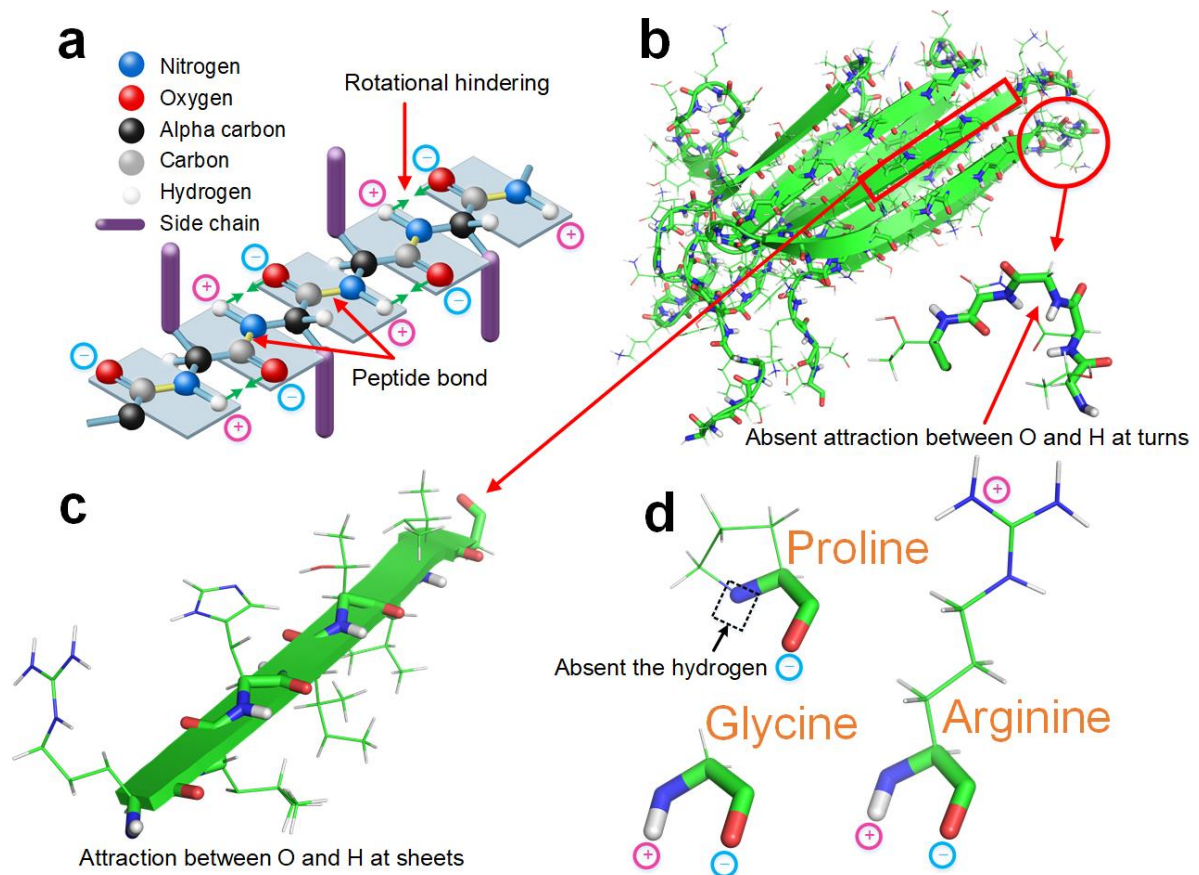 a
Nitrogen
Oxygen
Alpha carbon
Carbon
Hydrogen
Side chain
Rotational hindering
−
+
−
+
+
−
−
+
+
−
−
+
Peptide bond
b
Absent attraction between O and H at turns
c
Attraction between O and H at sheets
d
Proline
Absent the hydrogen
−
Glycine
+
−
Arginine
+
+
−